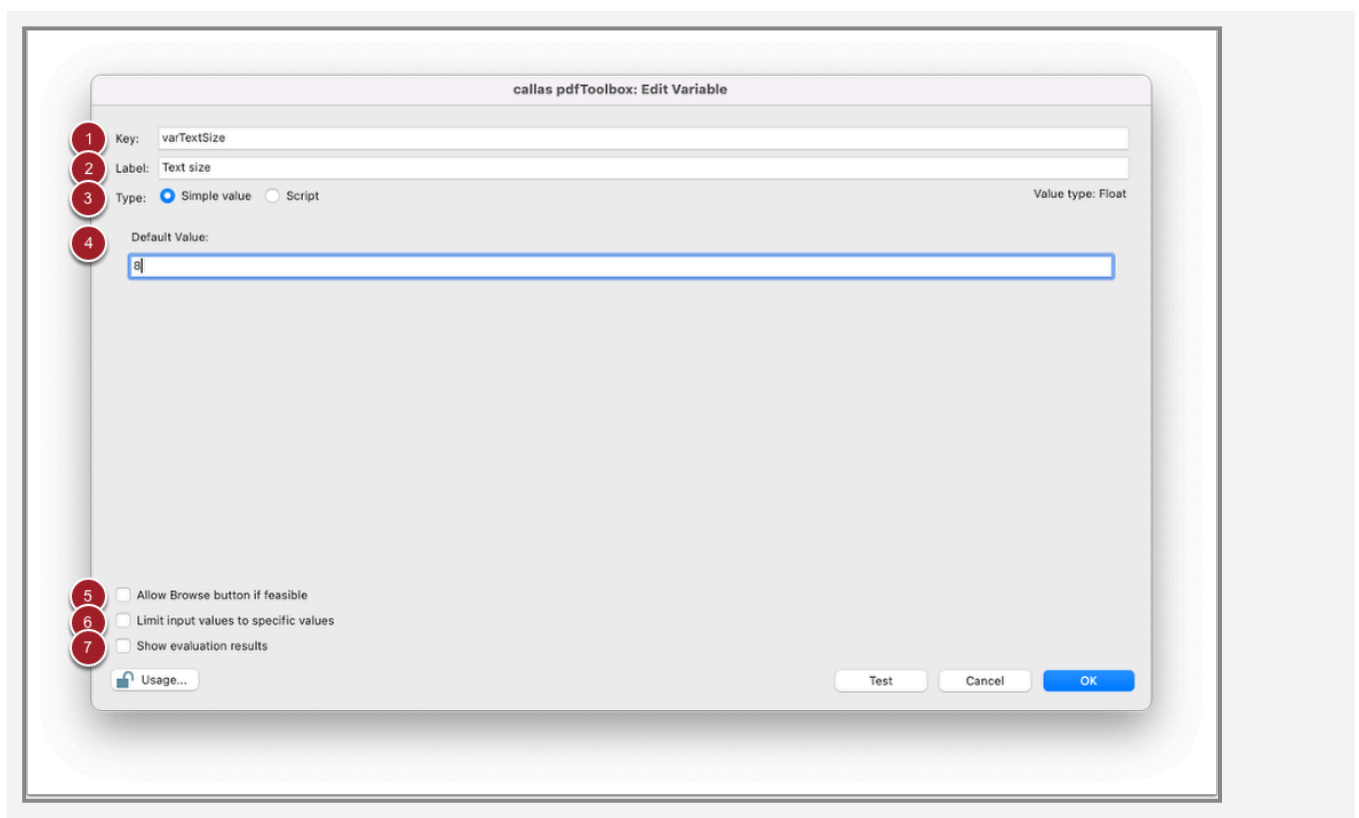 callas pdfToolbox: Edit Variable
1 Key: varTextSize
2 Label: Text size
3 Type: Simple value Script Value type: Float
4 Default Value:
8
5 Allow Browse button if feasible
6 Limit input values to specific values
7 Show evaluation results
Usage... Test Cancel OK